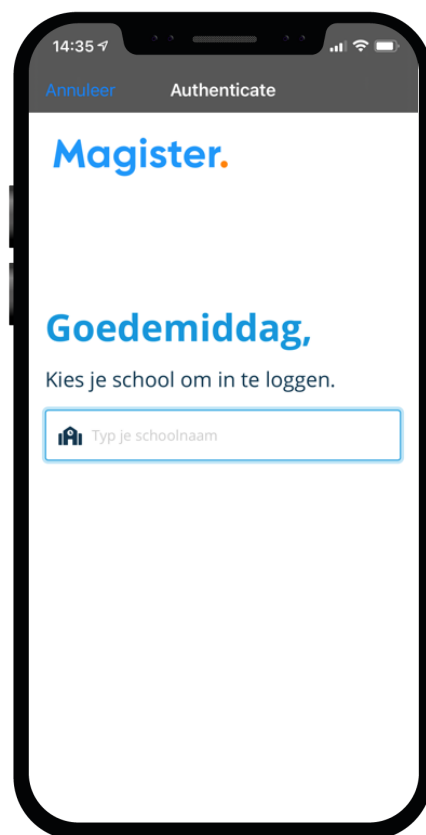 14:35
Annuleer Authenticate
Magister.
Goedemiddag,
Kies je school om in te loggen.
Typ je schoolnaam